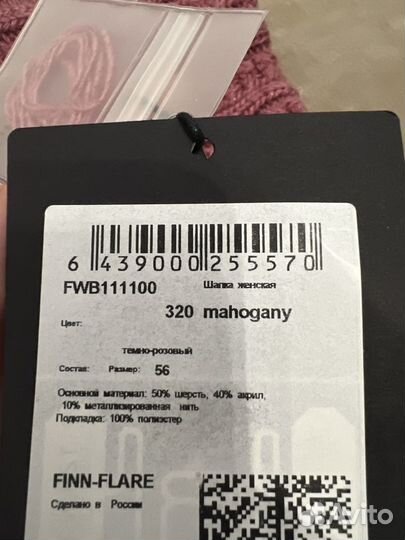 6 439000 255570
FWB111100 Шапка женская
320 mahogany
Цвет:
темно-розовый
Состав: Размер: 56
Основной материал: 50% шерсть, 40% акрил,
10% металлизированная нить
Подкладка: 100% полиэстер
FINN-FLARE
Сделано в России
Avito